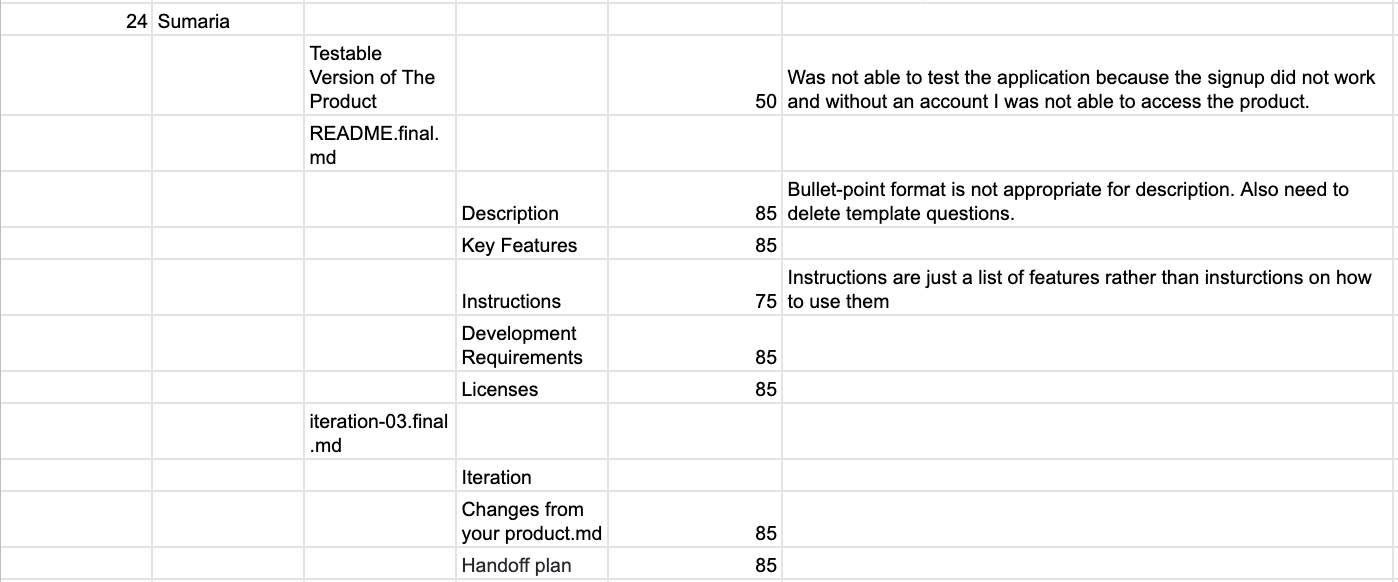 24 Sumaria
Testable
Version of The
Product
50
Was not able to test the application because the signup did not work
and without an account I was not able to access the product.
README.final.
md
Description
85
Bullet-point format is not appropriate for description. Also need to
delete template questions.
Key Features
85
Instructions
75
Instructions are just a list of features rather than insturctions on how
to use them
Development
Requirements
85
Licenses
85
iteration-03.final
.md
Iteration
Changes from
your product.md
85
Handoff plan
85